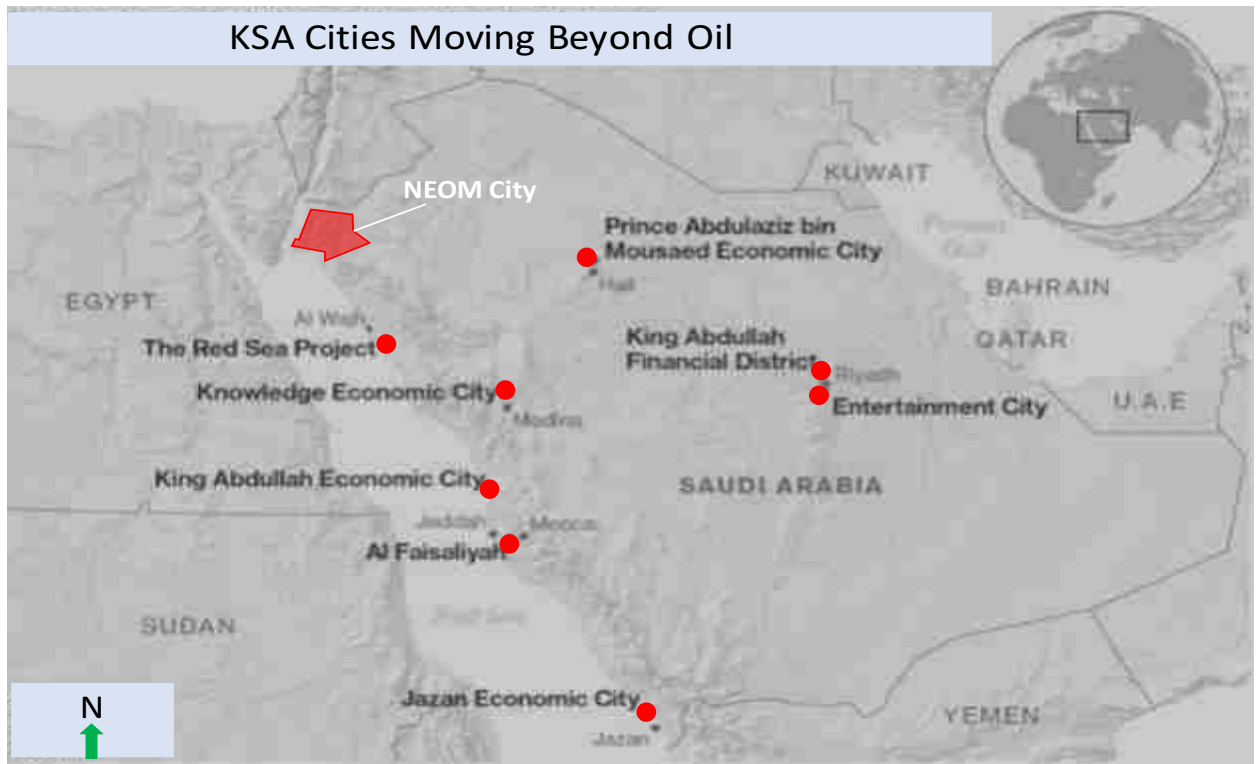 KSA Cities Moving Beyond Oil
KUWAIT
NEOM City
Prince Abdulaziz bin
Mousaed Economic City
Hail
Persian
Gulf
BAHRAIN
EGYPT
Al Wajh
The Red Sea Project
King Abdullah
Financial District
QATAR
Riyadh
Knowledge Economic City
Medina
Entertainment City
U.A.E
King Abdullah Economic City
SAUDI ARABIA
Jeddah
Mecca
Al Faisaliyah
Red Sea
SUDAN
Jazan Economic City
Jazan
YEMEN
N